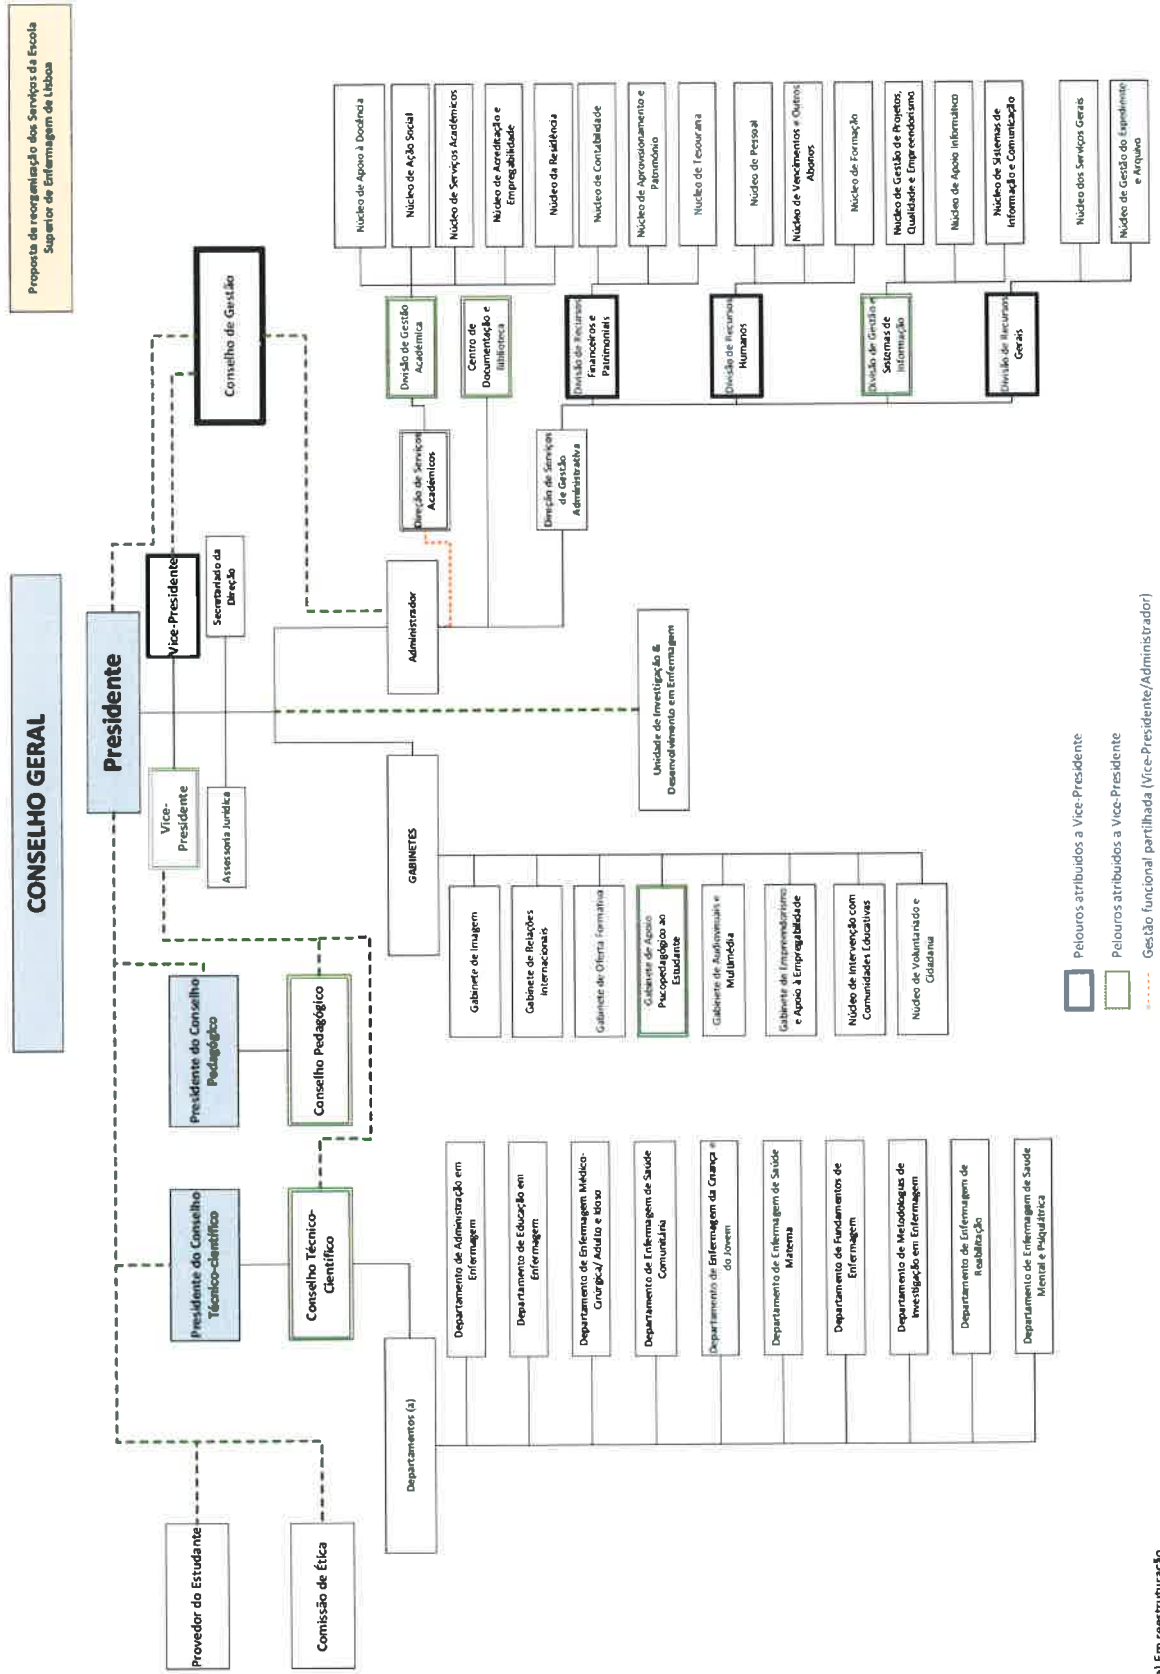 Proposta de reorganização dos Serviços da Escola
Superior de Enfermagem de Lisboa
CONSELHO GERAL
Presidente
Vice-
Presidente
Vice-Presidente
Assessoria Jurídica
Secretariado da
Direção
Conselho de Gestão
Provedor do Estudante
Comissão de Ética
Presidente do Conselho
Técnico-científico
Conselho Técnico-
Científico
Presidente do Conselho
Pedagógico
Conselho Pedagógico
Departamentos (a)
Departamento de Administração em
Enfermagem
Departamento de Educação em
Enfermagem
Departamento de Enfermagem Médico-
Cirúrgica/ Adulto e Idoso
Departamento de Enfermagem de Saúde
Comunitária
Departamento de Enfermagem da Criança e
do Jovem
Departamento de Enfermagem de Saúde
Materna
Departamento de Fundamentos de
Enfermagem
Departamento de Metodologias de
Investigação em Enfermagem
Departamento de Enfermagem de
Reabilitação
Departamento de Enfermagem de Saude
Mental e Psiquiátrica
GABINETES
Gabinete de Imagem
Gabinete de Relações
Internacionais
Gabinete de Oferta Formativa
Gabinete de Apoio
Psicopedagógico ao
Estudante
Gabinete de Audiovisuais e
Multimédia
Gabinete de Empreendorismo
e Apoio à Empregabilidade
Núcleo de Intervenção com
Comunidades Educativas
Núcleo de Voluntariado e
Cidadania
Unidade de Investigação &
Desenvolvimento em Enfermagem
Administrador
Direção de Serviços
Académicos
Direção de Serviços
de Gestão
Administrativa
Divisão de Gestão
Académica
Centro de
Documentação e
Biblioteca
Divisão de Recursos
Financeiros e
Patrimoniais
Divisão de Recursos
Humanos
Divisão de Gestão e
Sistemas de
Informação
Divisão de Recursos
Gerais
Núcleo de Apoio à Docência
Núcleo de Ação Social
Núcleo de Serviços Académicos
Núcleo de Acreditação e
Empregabilidade
Núcleo da Residência
Núcleo de Contabilidade
Núcleo de Aprovisionamento e
Património
Nucleo de Tesouraria
Núcleo de Pessoal
Núcleo de Vencimentos e Outros
Abonos
Núcleo de Formação
Núcleo de Gestão de Projetos,
Qualidade e Empreendorismo
Núcleo de Apoio Informático
Núcleo de Sistemas de
Informação e Comunicação
Núcleo dos Serviços Gerais
Núcleo de Gestão do Expediente
e Arquivo
Pelouros atribuidos a Vice-Presidente
Pelouros atribuidos a Vice-Presidente
Gestão funcional partilhada (Vice-Presidente/Administrador)
a) Em reestruturação